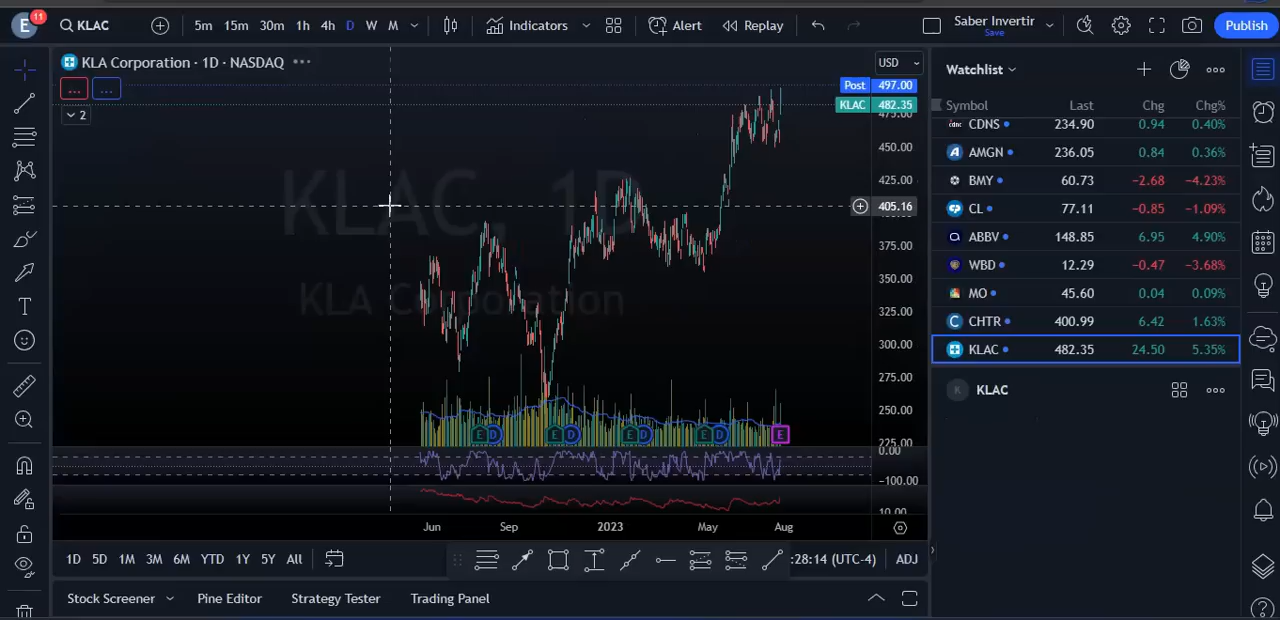 E 11 KLAC 5m 15m 30m 1h 4h D W M Indicators Alert Replay Saber Invertir Save Publish
KLA Corporation · 1D · NASDAQ
... ...
2
KLAC, 1D
KLA Corporation
USD
Post 497.00
KLAC 482.35
475.00
450.00
425.00
405.16
375.00
350.00
325.00
300.00
275.00
250.00
225.00
0.00
−100.00
10.00
E D E D E D E D E
Jun Sep 2023 May Aug
1D 5D 1M 3M 6M YTD 1Y 5Y All :28:14 (UTC-4) ADJ
Stock Screener Pine Editor Strategy Tester Trading Panel
Watchlist
Symbol Last Chg Chg%
CDNS 234.90 0.94 0.40%
AMGN 236.05 0.84 0.36%
BMY 60.73 −2.68 −4.23%
CL 77.11 −0.85 −1.09%
ABBV 148.85 6.95 4.90%
WBD 12.29 −0.47 −3.68%
MO 45.60 0.04 0.09%
CHTR 400.99 6.42 1.63%
KLAC 482.35 24.50 5.35%
K KLAC